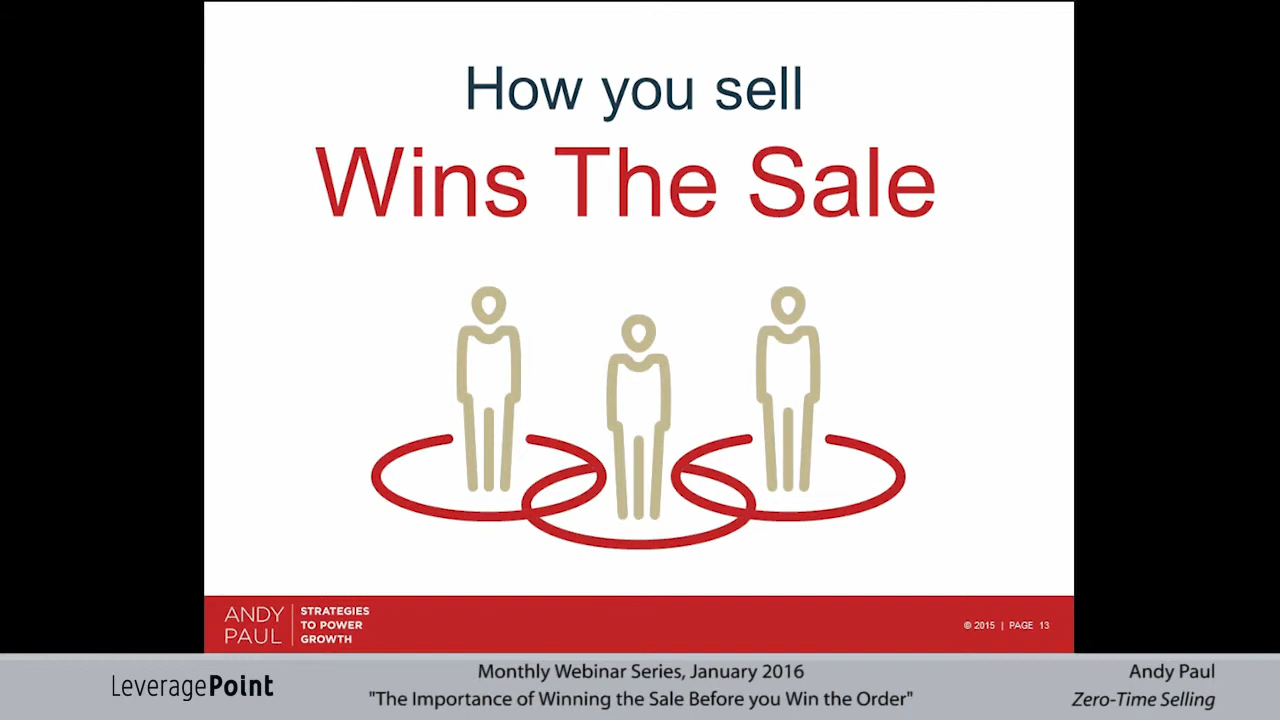 How you sell
Wins The Sale
ANDY PAUL
STRATEGIES TO POWER GROWTH
© 2015 | PAGE 13
LeveragePoint
Monthly Webinar Series, January 2016
"The Importance of Winning the Sale Before you Win the Order"
Andy Paul
Zero-Time Selling